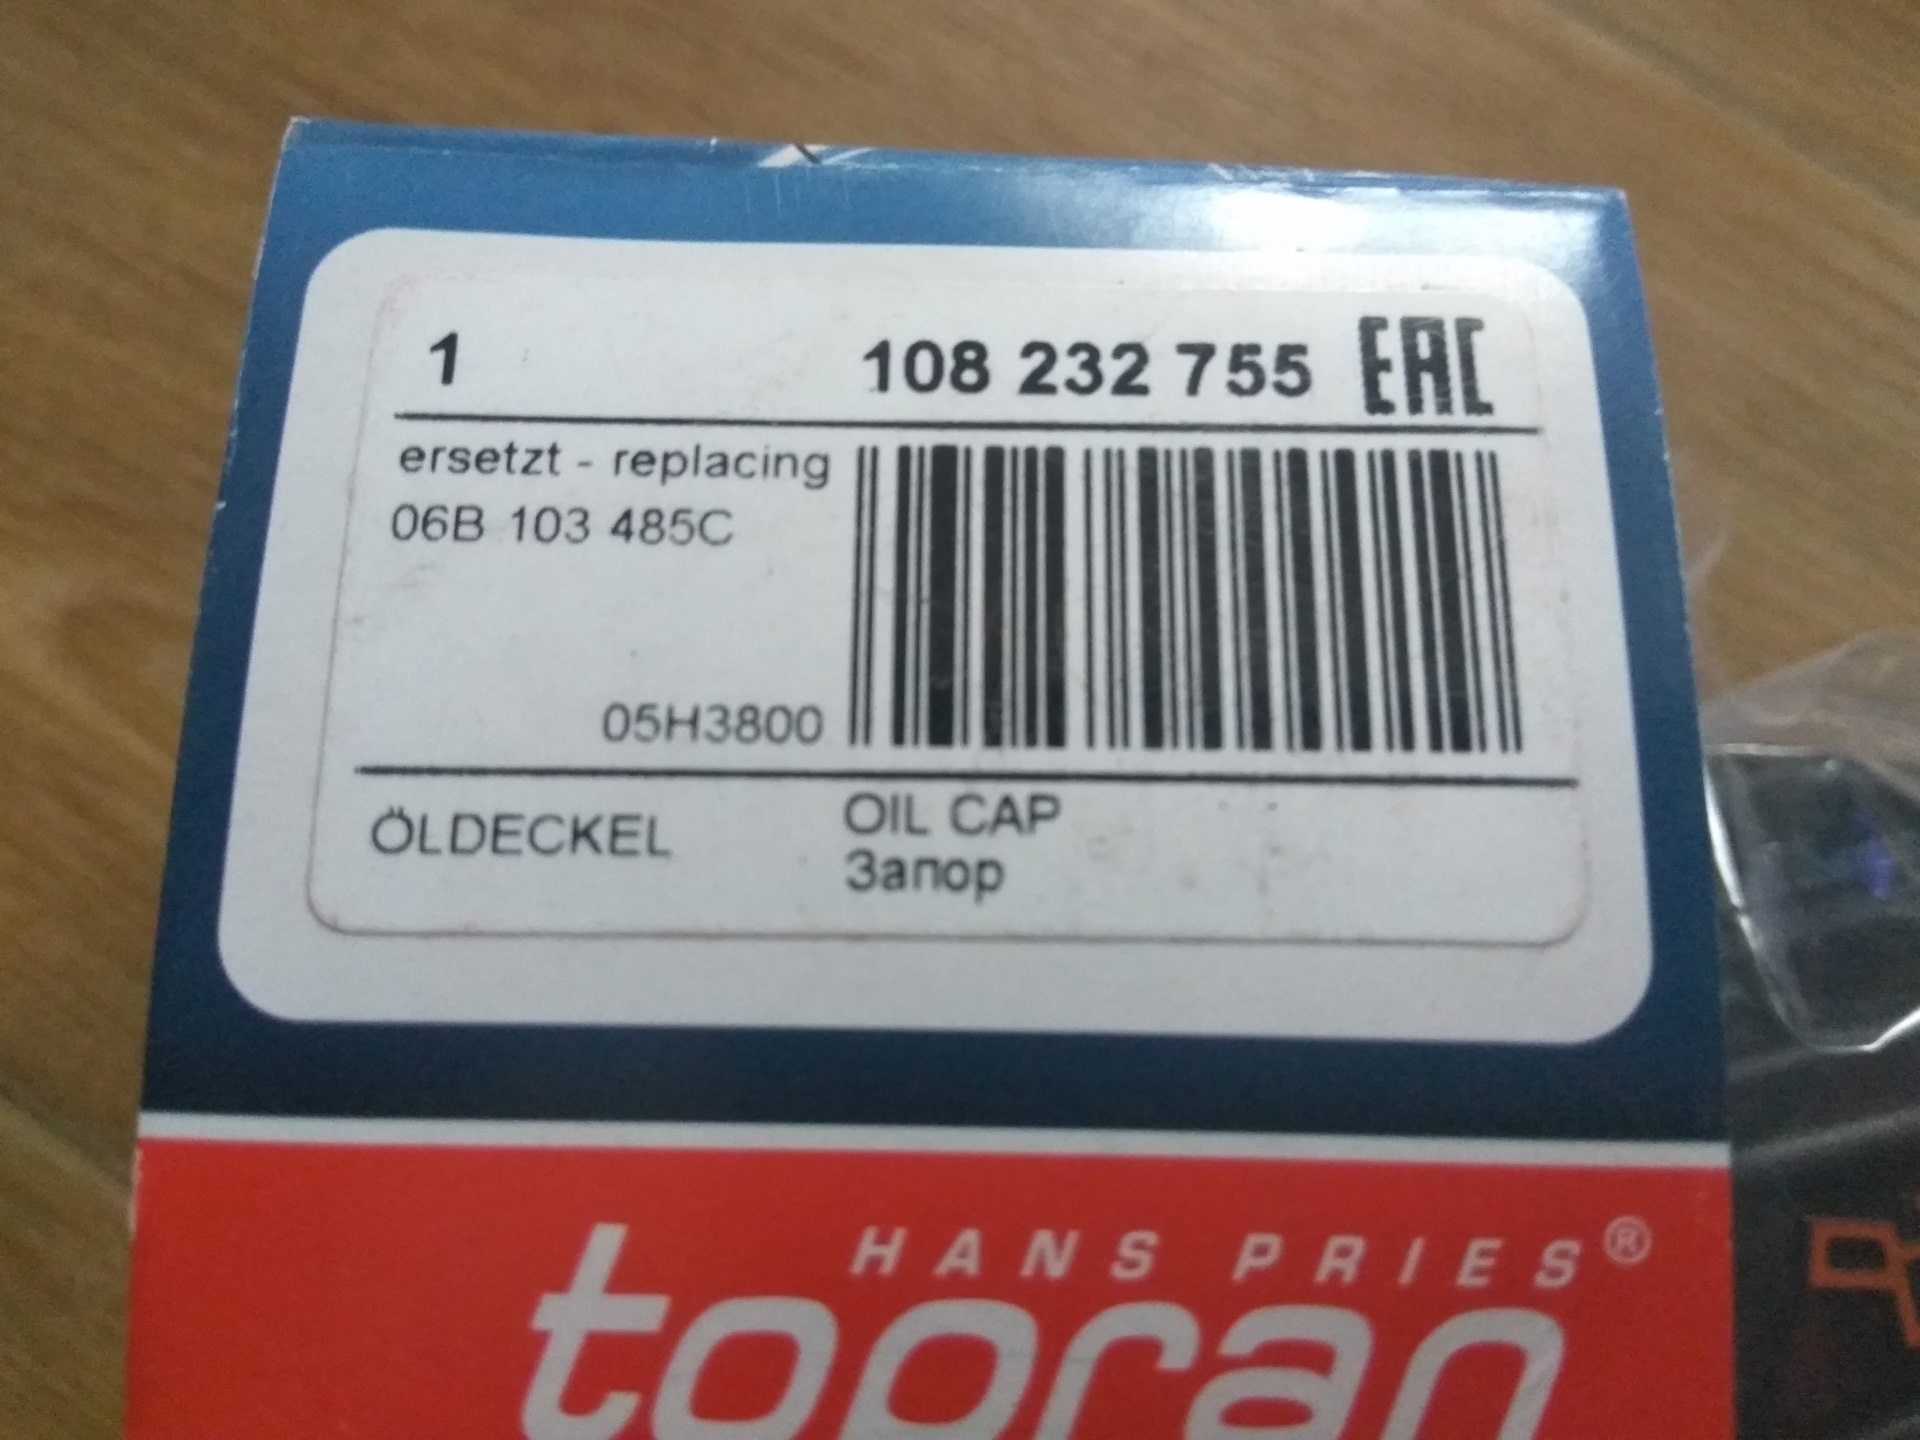 1 108 232 755 EAC
ersetzt - replacing
06B 103 485C
05H3800
ÖLDECKEL OIL CAP
Запор
HANS PRIES®
topran